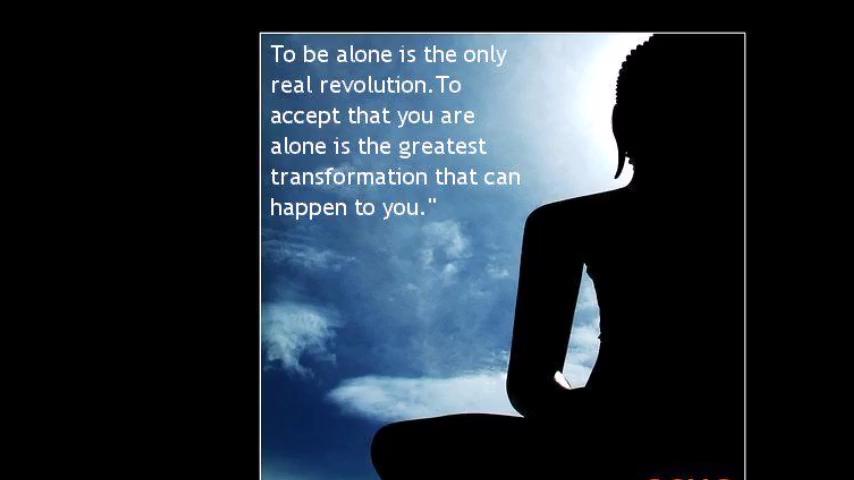 To be alone is the only
real revolution.To
accept that you are
alone is the greatest
transformation that can
happen to you."